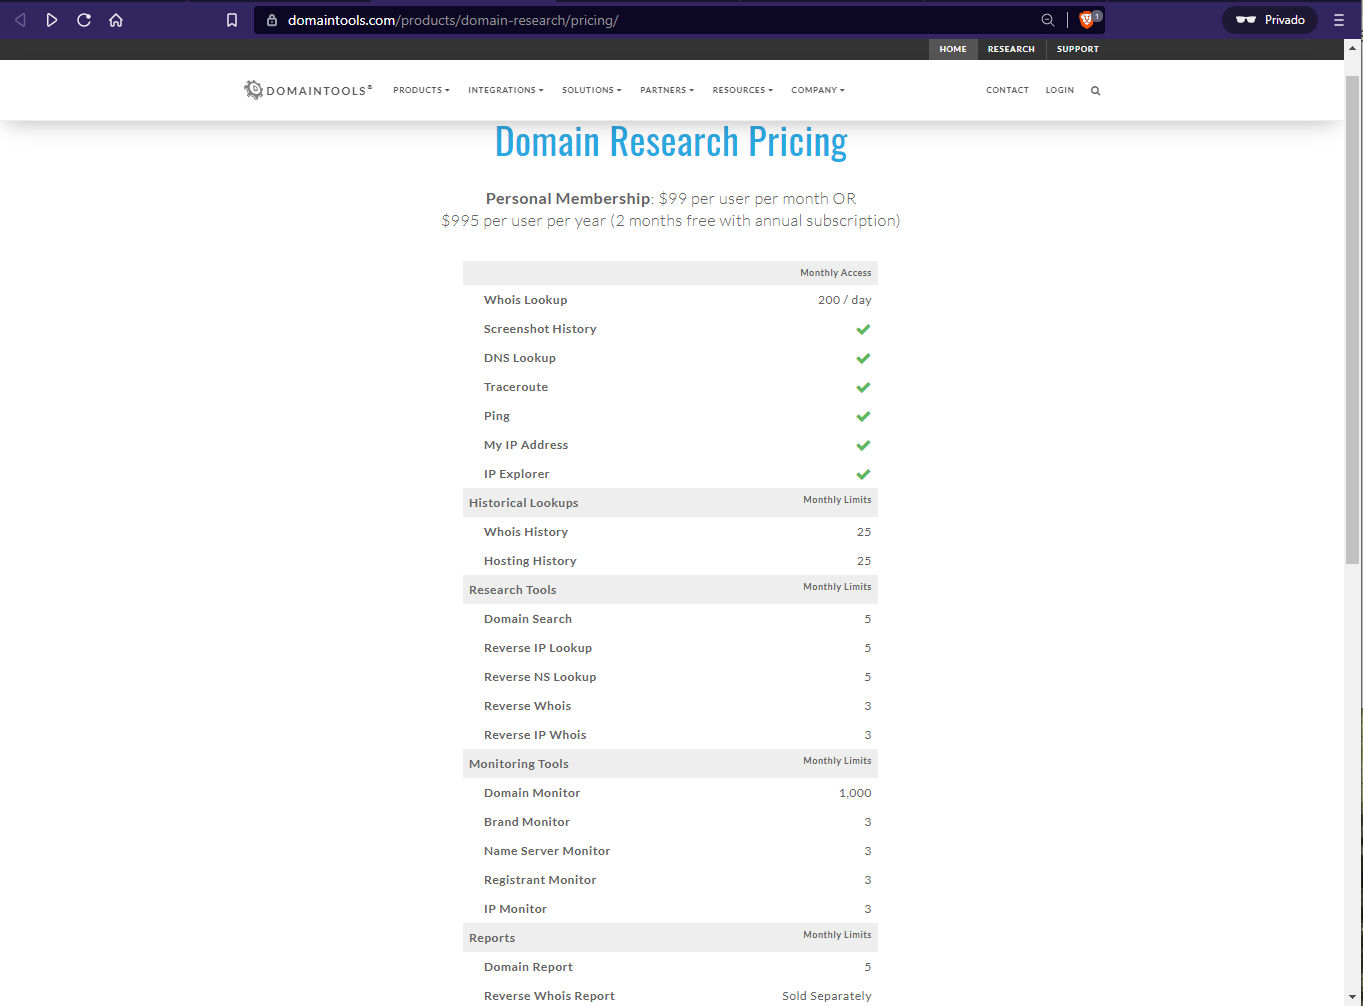 domaintools.com/products/domain-research/pricing/
1
Privado
HOME RESEARCH SUPPORT
DOMAINTOOLS® PRODUCTS INTEGRATIONS SOLUTIONS PARTNERS RESOURCES COMPANY CONTACT LOGIN
Domain Research Pricing
Personal Membership: $99 per user per month OR
$995 per user per year (2 months free with annual subscription)
Monthly Access
Whois Lookup 200 / day
Screenshot History
DNS Lookup
Traceroute
Ping
My IP Address
IP Explorer
Historical Lookups Monthly Limits
Whois History 25
Hosting History 25
Research Tools Monthly Limits
Domain Search 5
Reverse IP Lookup 5
Reverse NS Lookup 5
Reverse Whois 3
Reverse IP Whois 3
Monitoring Tools Monthly Limits
Domain Monitor 1,000
Brand Monitor 3
Name Server Monitor 3
Registrant Monitor 3
IP Monitor 3
Reports Monthly Limits
Domain Report 5
Reverse Whois Report Sold Separately